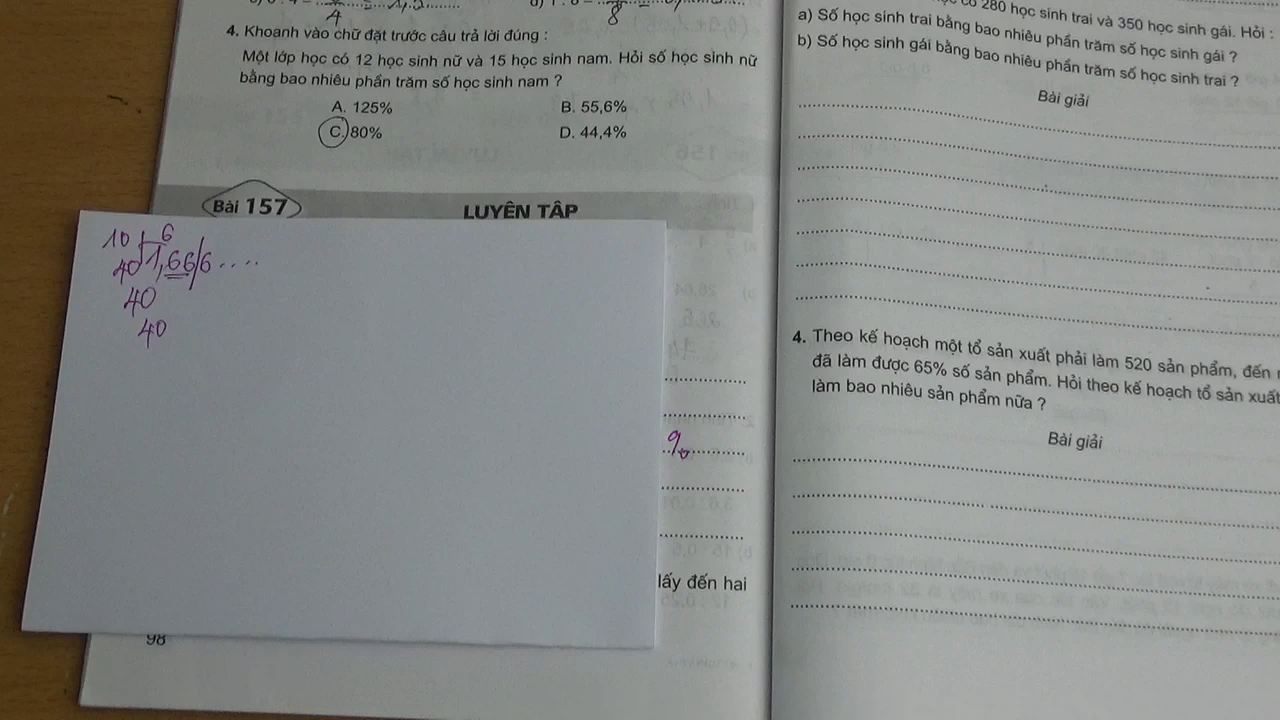 4
8
4. Khoanh vào chữ đặt trước câu trả lời đúng :
Một lớp học có 12 học sinh nữ và 15 học sinh nam. Hỏi số học sinh nữ
bằng bao nhiêu phần trăm số học sinh nam ?
A. 125%
B. 55,6%
C. 80%
D. 44,4%
Bài 157
LUYỆN TẬP
10 6
40 1,66/6 ....
40
40
%
lấy đến hai
98
có 280 học sinh trai và 350 học sinh gái. Hỏi :
a) Số học sinh trai bằng bao nhiêu phần trăm số học sinh gái ?
b) Số học sinh gái bằng bao nhiêu phần trăm số học sinh trai ?
Bài giải
4. Theo kế hoạch một tổ sản xuất phải làm 520 sản phẩm, đến
đã làm được 65% số sản phẩm. Hỏi theo kế hoạch tổ sản xuất
làm bao nhiêu sản phẩm nữa ?
Bài giải